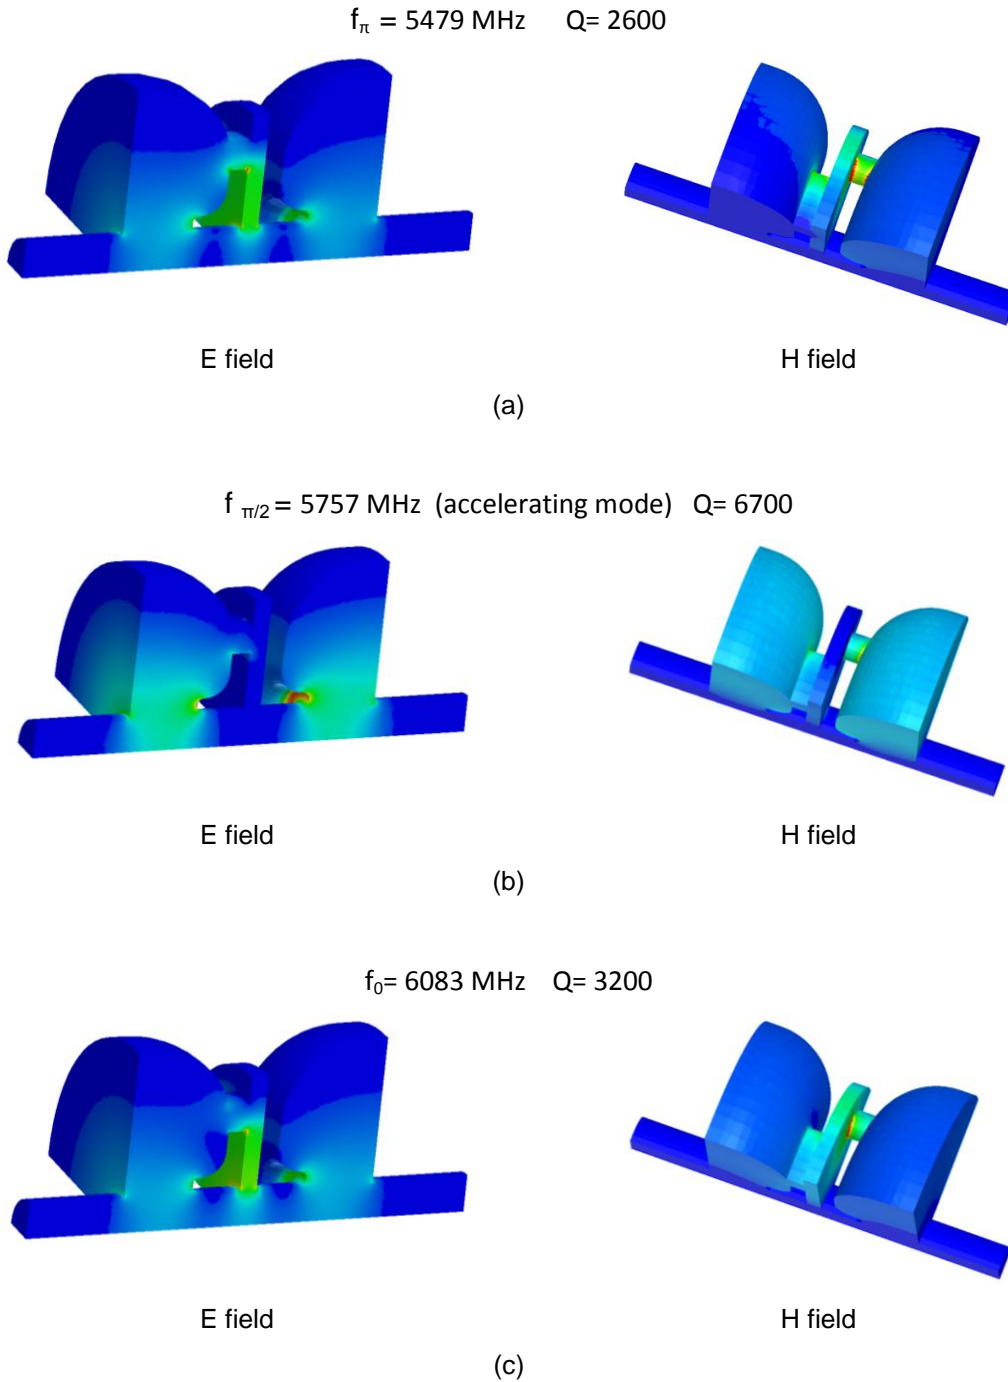 f_π = 5479 MHz Q= 2600
E field H field
(a)
f π/2 = 5757 MHz (accelerating mode) Q= 6700
E field H field
(b)
f₀= 6083 MHz Q= 3200
E field H field
(c)